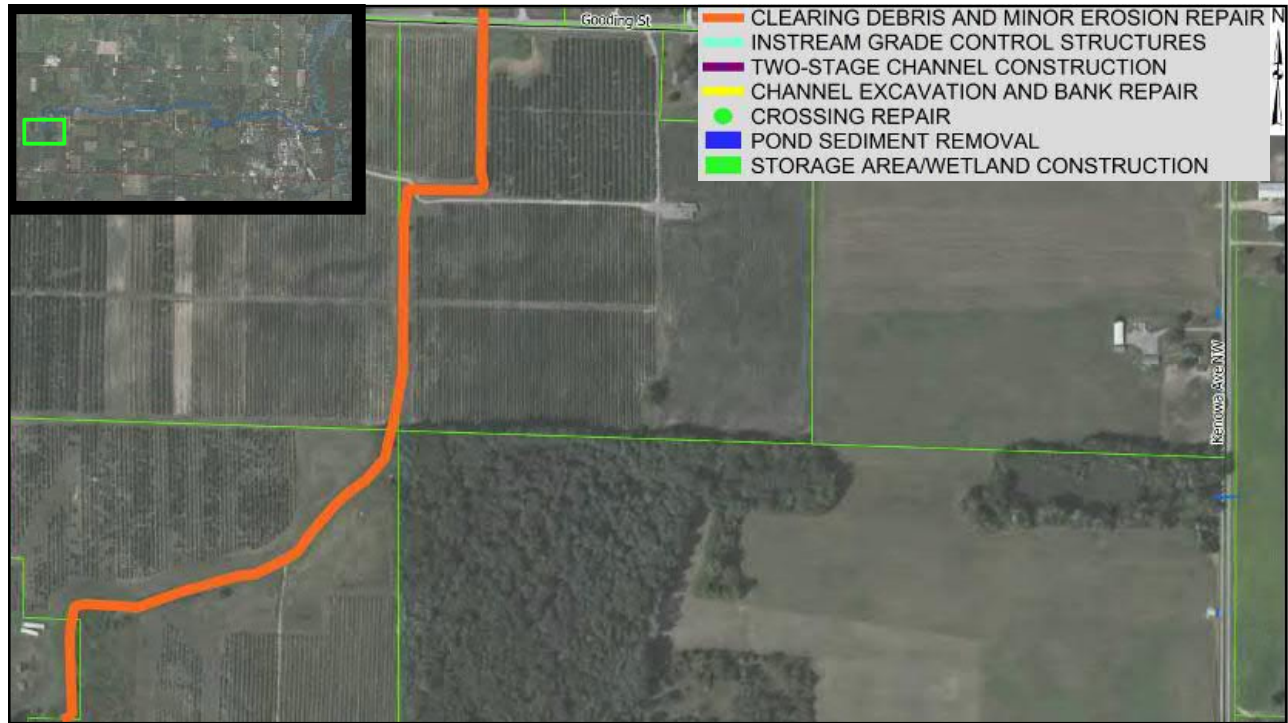 Gooding St
CLEARING DEBRIS AND MINOR EROSION REPAIR
N
INSTREAM GRADE CONTROL STRUCTURES
TWO-STAGE CHANNEL CONSTRUCTION
CHANNEL EXCAVATION AND BANK REPAIR
CROSSING REPAIR
POND SEDIMENT REMOVAL
STORAGE AREA/WETLAND CONSTRUCTION
Kenowa Ave NW